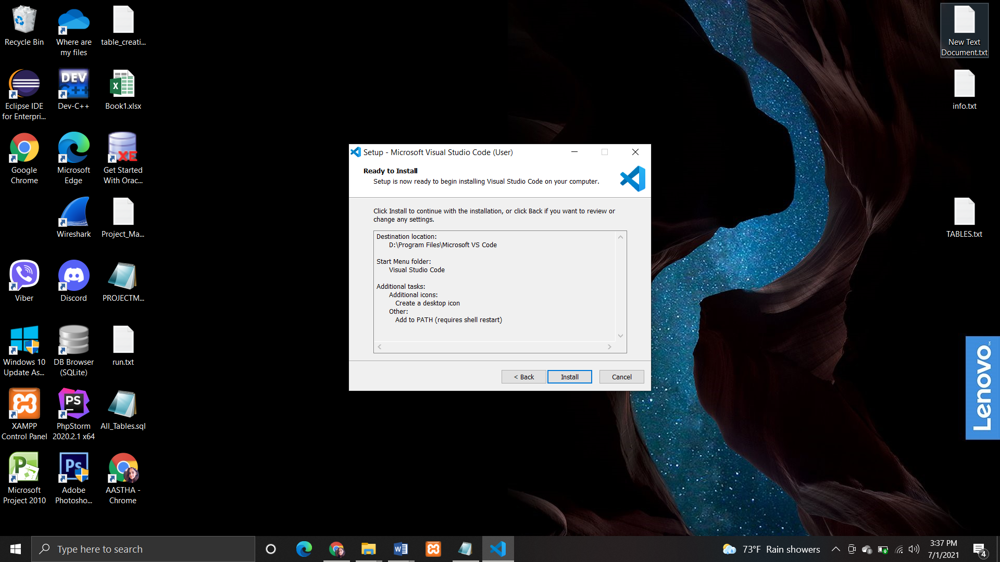 Recycle Bin
Where are
my files
table_creati...
Eclipse IDE
for Enterpri...
DEV
C++
Dev-C++
Book1.xlsx
Google
Chrome
Microsoft
Edge
XE
Get Started
With Orac...
Wireshark
Project_Ma...
Viber
Discord
PROJECTM...
Windows 10
Update As...
DB Browser
(SQLite)
run.txt
XAMPP
Control Panel
PS
PhpStorm
2020.2.1 x64
All_Tables.sql
P
Microsoft
Project 2010
Ps
Adobe
Photosho...
AASTHA -
Chrome
Setup - Microsoft Visual Studio Code (User)
Ready to Install
Setup is now ready to begin installing Visual Studio Code on your computer.
Click Install to continue with the installation, or click Back if you want to review or
change any settings.
Destination location:
D:\Program Files\Microsoft VS Code
Start Menu folder:
Visual Studio Code
Additional tasks:
Additional icons:
Create a desktop icon
Other:
Add to PATH (requires shell restart)
< Back
Install
Cancel
New Text
Document.txt
info.txt
TABLES.txt
Lenovo™
Type here to search
73°F Rain showers
3:37 PM
7/1/2021
4